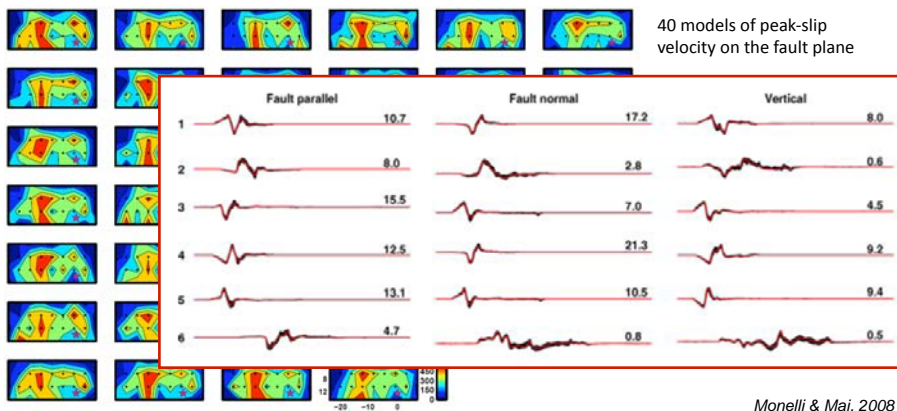 40 models of peak-slip
velocity on the fault plane
Fault parallel Fault normal Vertical
1 10.7 17.2 8.0
2 8.0 2.8 0.6
3 15.5 7.0 4.5
4 12.5 21.3 9.2
5 13.1 10.5 9.4
6 4.7 0.8 0.5
450
300
8 150
12 0
-20 -10 0
Monelli & Mai, 2008